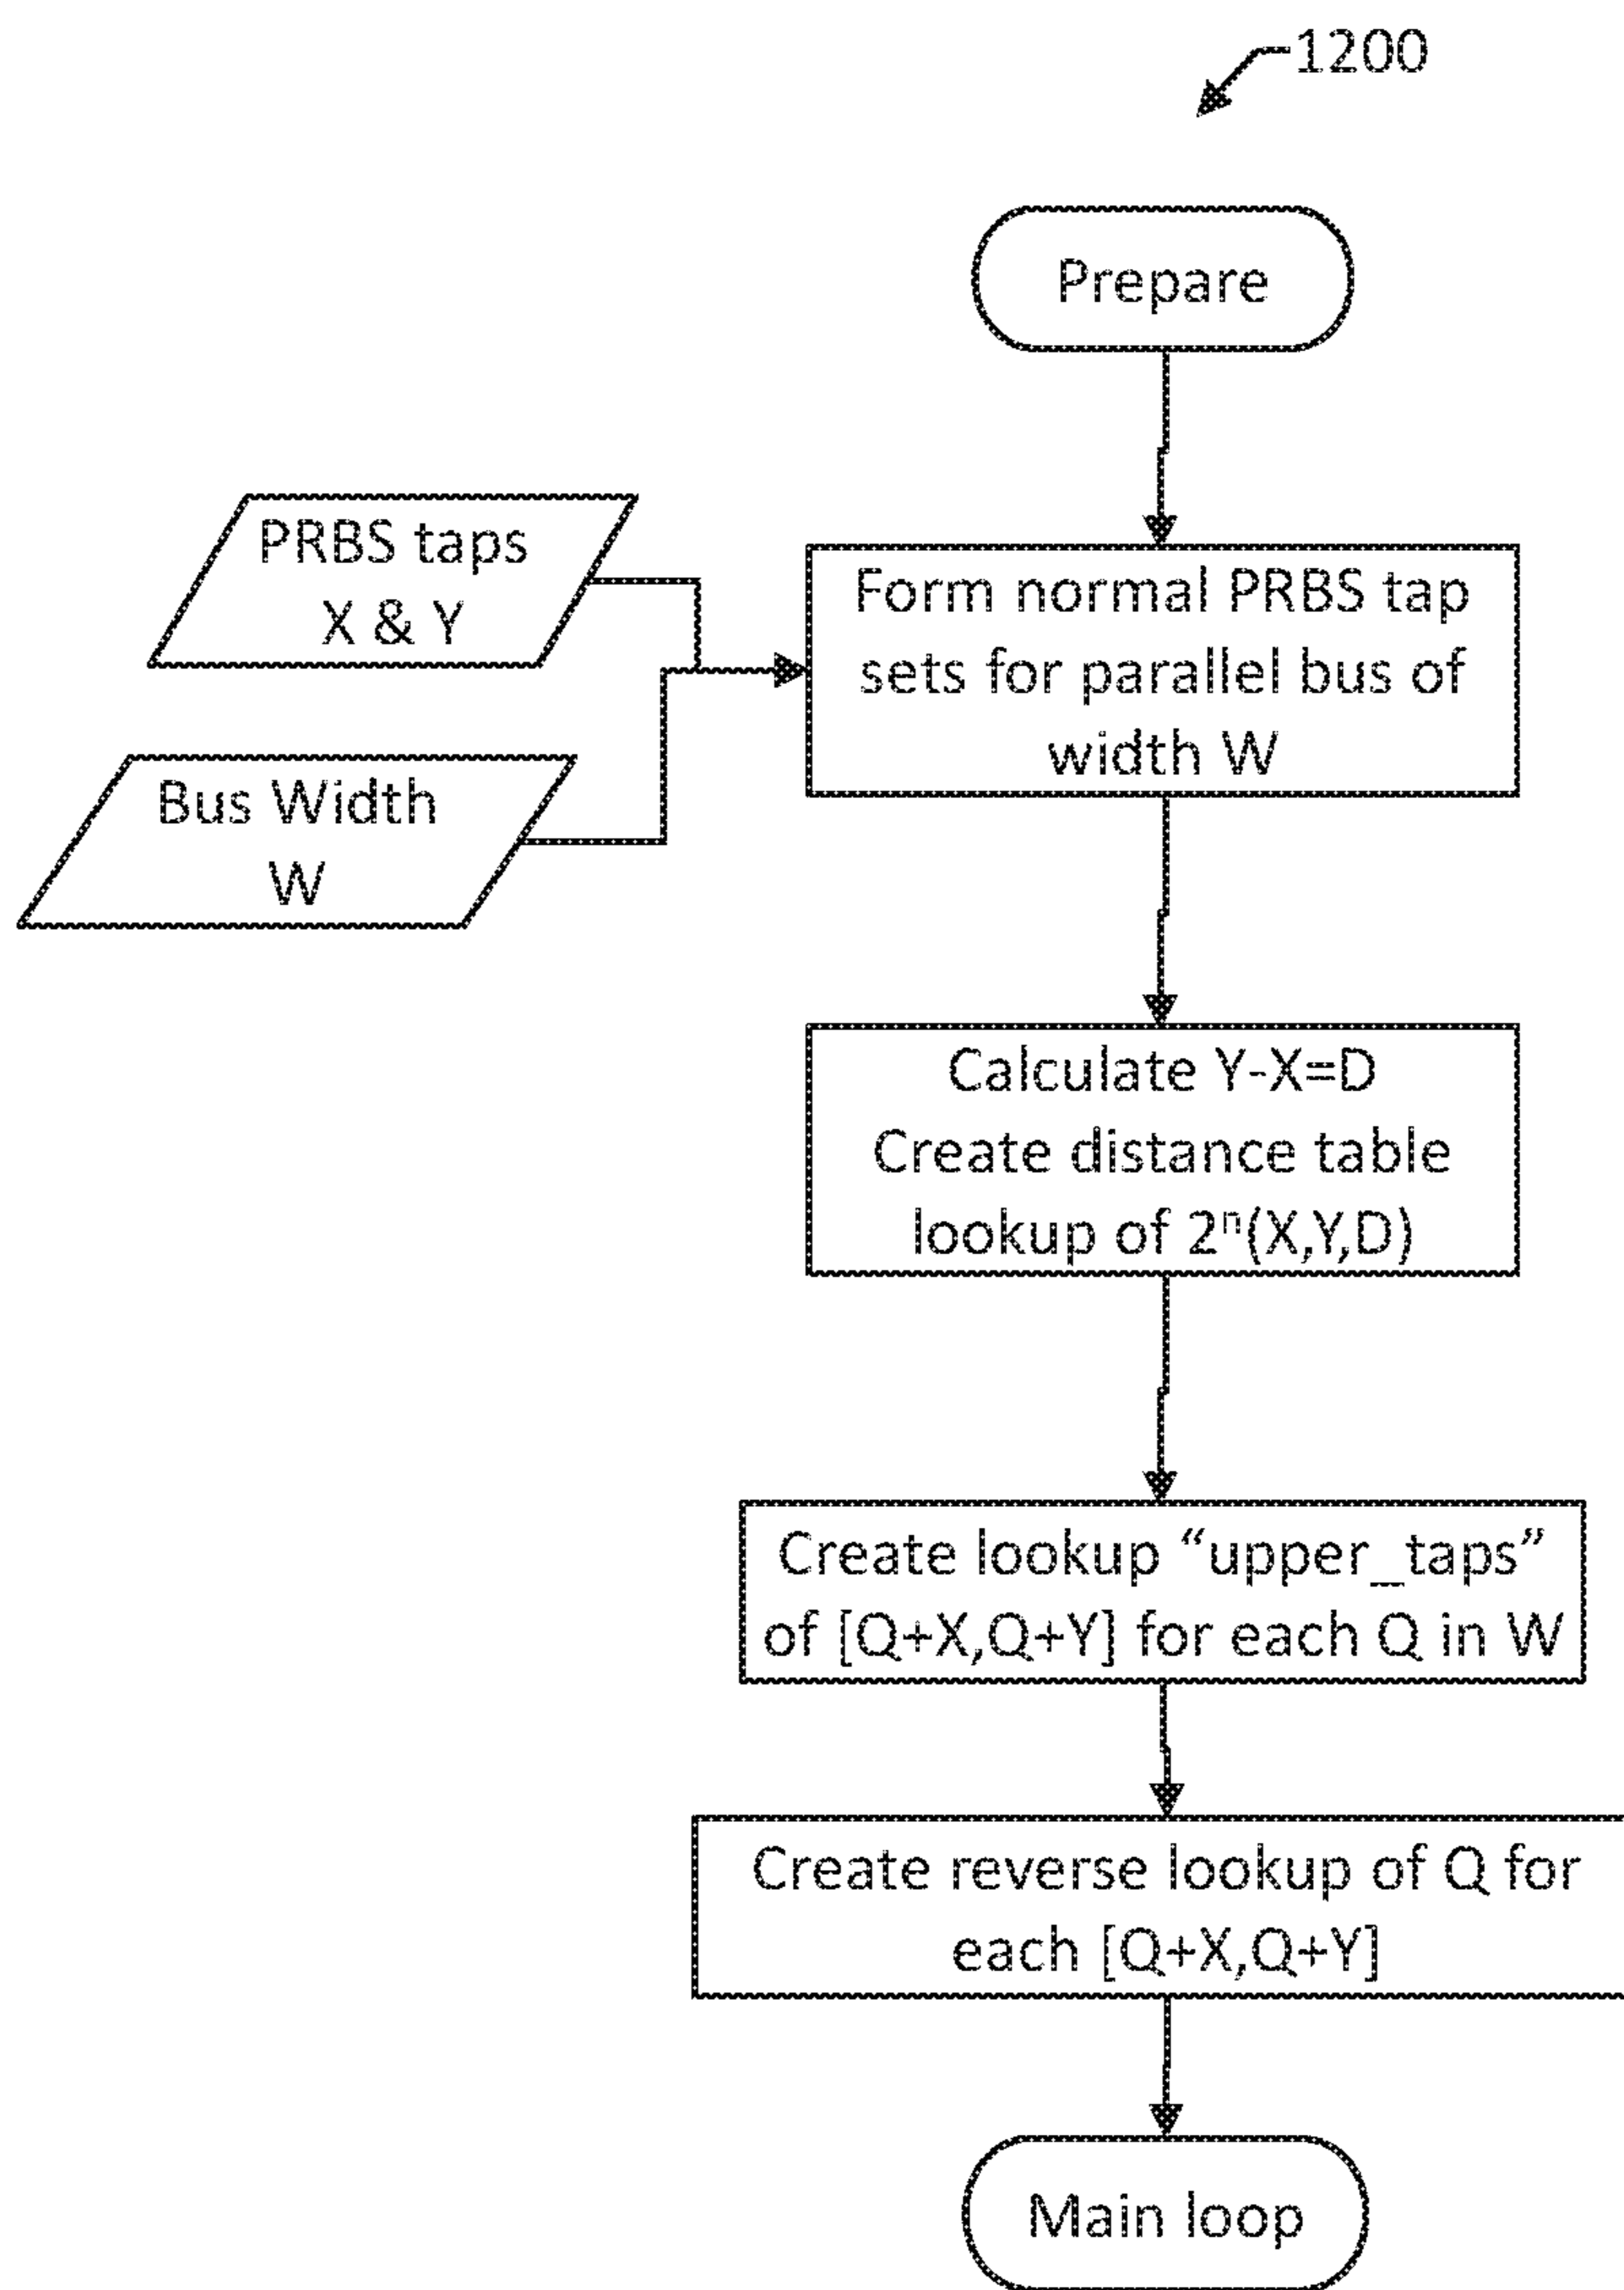 1200
Prepare
PRBS taps
X & Y
Bus Width
W
Form normal PRBS tap
sets for parallel bus of
width W
Calculate Y-X=D
Create distance table
lookup of 2ⁿ(X,Y,D)
Create lookup “upper_taps”
of [Q+X,Q+Y] for each Q in W
Create reverse lookup of Q for
each [Q+X,Q+Y]
Main loop